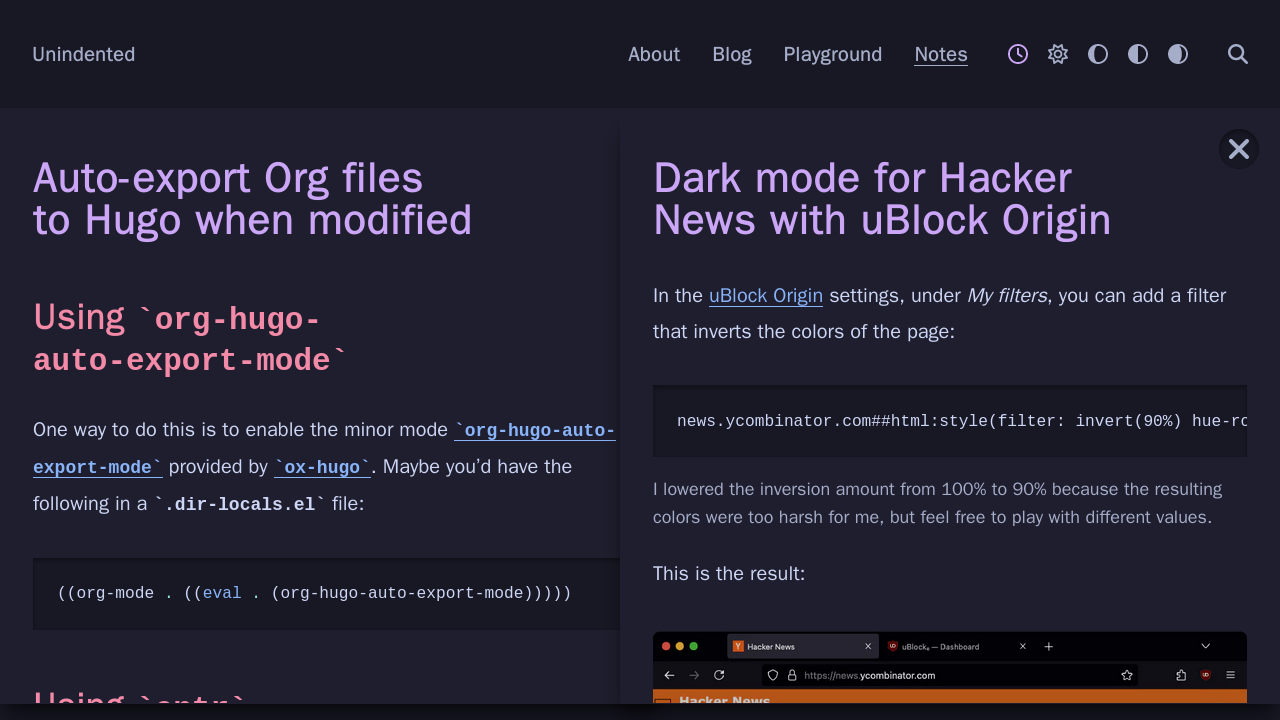 Unindented
About Blog Playground Notes
Auto-export Org files
to Hugo when modified
Using `org-hugo-
auto-export-mode`
One way to do this is to enable the minor mode `org-hugo-auto-
export-mode` provided by `ox-hugo`. Maybe you’d have the
following in a `.dir-locals.el` file:
((org-mode . ((eval . (org-hugo-auto-export-mode)))))
Using `entr`
Dark mode for Hacker
News with uBlock Origin
In the uBlock Origin settings, under My filters, you can add a filter
that inverts the colors of the page:
news.ycombinator.com##html:style(filter: invert(90%) hue-ro
I lowered the inversion amount from 100% to 90% because the resulting
colors were too harsh for me, but feel free to play with different values.
This is the result:
Hacker News
uBlock₀ — Dashboard
https://news.ycombinator.com
Hacker News